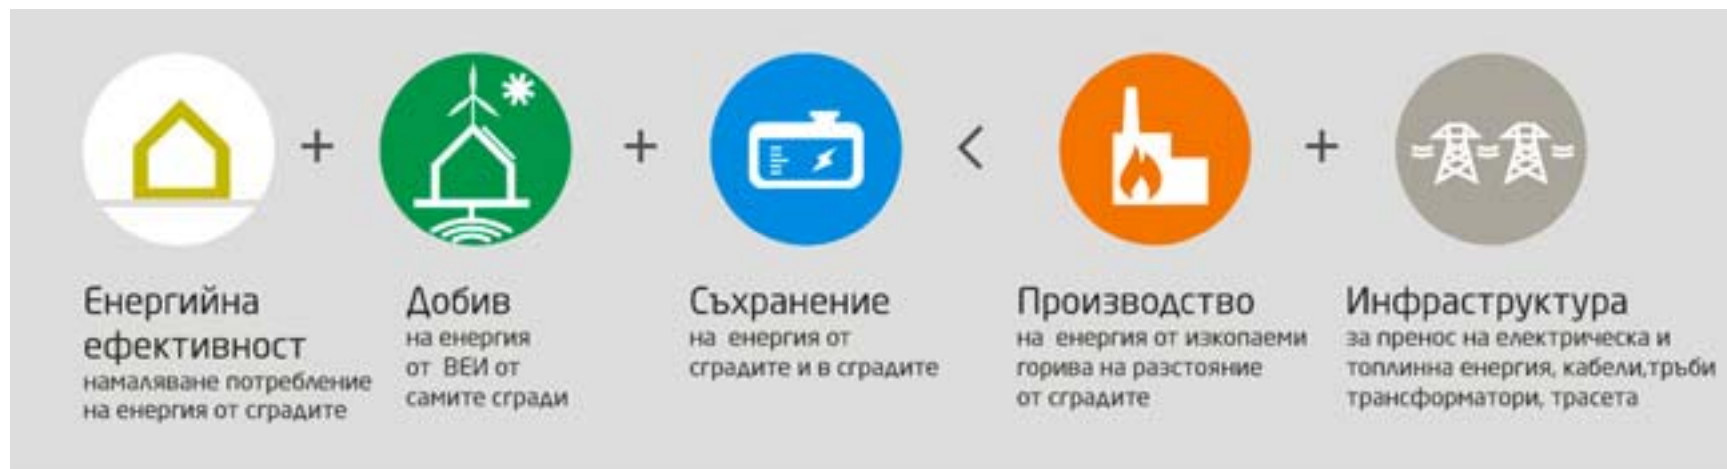 + + < +
Енергийна
ефективност
намаляване потребление
на енергия от сградите
Добив
на енергия
от ВЕИ от
самите сгради
Съхранение
на енергия от
сградите и в сградите
Производство
на енергия от изкопаеми
горива на разстояние
от сградите
Инфраструктура
за пренос на електрическа и
топлинна енергия, кабели,тръби
трансформатори, трасета